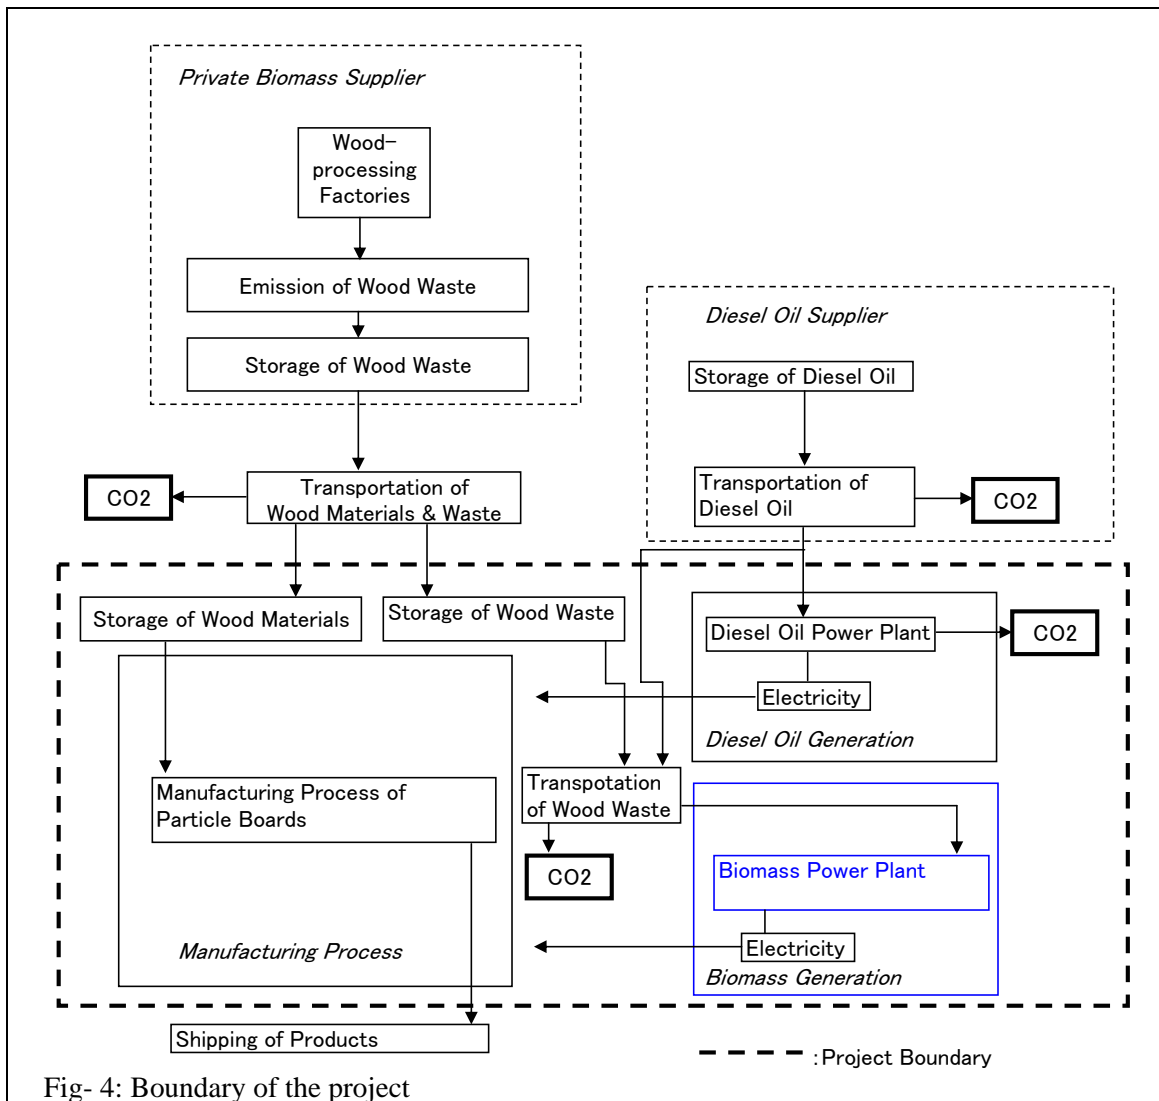 Private Biomass Supplier
Wood-
processing
Factories
Emission of Wood Waste
Storage of Wood Waste
Diesel Oil Supplier
Storage of Diesel Oil
Transportation of
Diesel Oil
CO2
CO2
Transportation of
Wood Materials & Waste
Storage of Wood Materials
Storage of Wood Waste
Diesel Oil Power Plant
CO2
Electricity
Diesel Oil Generation
Manufacturing Process of
Particle Boards
Transpotation
of Wood Waste
CO2
Biomass Power Plant
Electricity
Biomass Generation
Manufacturing Process
Shipping of Products
:Project Boundary
Fig- 4: Boundary of the project